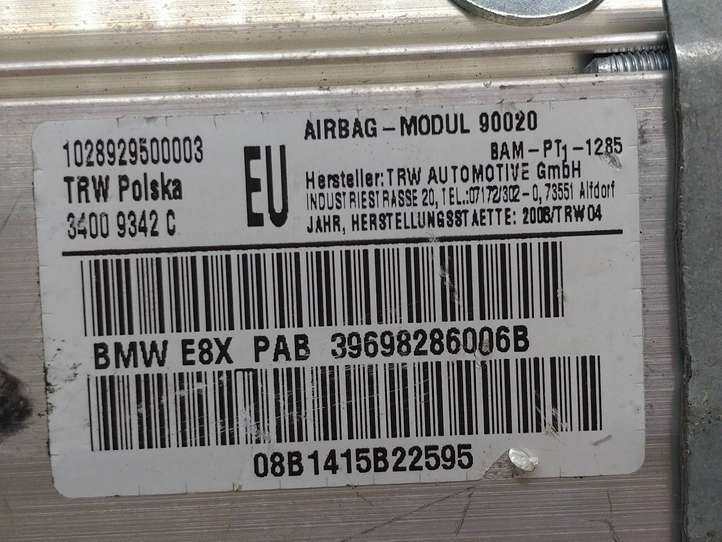 1028929500003
TRW Polska
3400 9342 C
EU
AIRBAG-MODUL 90020
BAM-PT1-1285
Hersteller: TRW AUTOMOTIVE GmbH
INDUSTRIESTRASSE 20, TEL.:07172/302-0, 73551 Alfdorf
JAHR, HERSTELLUNGSSTAETTE: 2008/TRW04
BMW E8X PAB 39698286006B
08B1415B22595